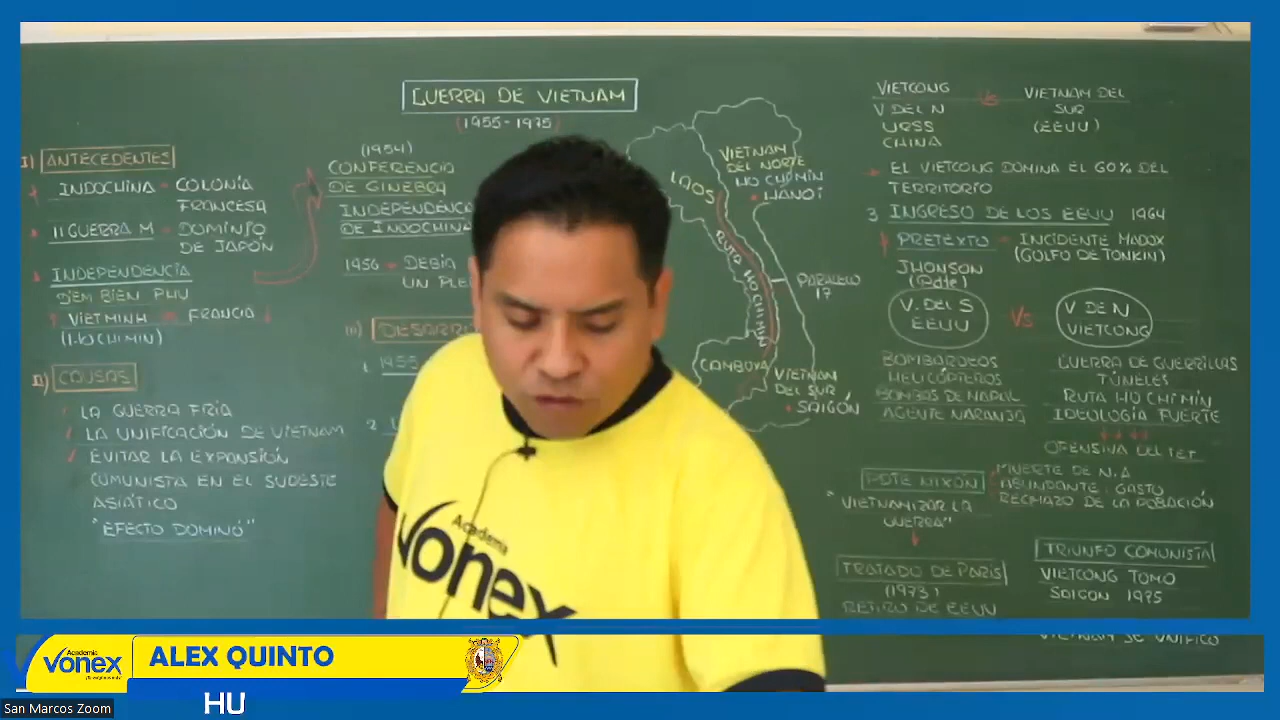 GUERRA DE VIETNAM
(1955-1975)
I) ANTECEDENTES
INDOCHINA = COLONIA
FRANCESA
II GUERRA M = DOMINIO
DE JAPÓN
INDEPENDENCIA
DIEM BIEN PHU
VIETMINH
FRANCIA
(HO CHI MIN)
II) CAUSAS
LA GUERRA FRÍA
LA UNIFICACIÓN DE VIETNAM
EVITAR LA EXPANSIÓN
COMUNISTA EN EL SUDESTE
ASIÁTICO
"EFECTO DOMINÓ"
(1954)
CONFERENCIA
DE GINEBRA
INDEPENDENC
DE INDOCHINA
1956 = DEBIA
UN PLE
(III) DESARR
1. 1955
2.
LAOS
VIETNAM
DEL NORTE
HO CHI MIN
HANOI
RUTA HO CHI MIN
PARALELO
17
CAMBOYA
VIETNAM
DEL SUR
SAIGÓN
VIETCONG Vs VIETNAM DEL
V DEL N SUR
URSS (EEUU)
CHINA
EL VIETCONG DOMINA EL 60% DEL
TERRITORIO
3 INGRESO DE LOS EEUU 1964
PRETEXTO = INCIDENTE MADOX
(GOLFO DE TONKIN)
JHONSON
(Pdte)
V. DEL S
EEUU
Vs
V DE N
VIETCONG
BOMBARDEOS
HELICÓPTEROS
BOMBAS DE NAPAL
AGENTE NARANJA
GUERRA DE GUERRILLAS
TÚNELES
RUTA HO CHI MIN
IDEOLOGÍA FUERTE
OFENSIVA DEL TET
MUERTE DE N.A
ABUNDANTE GASTO
RECHAZO DE LA POBLACIÓN
PDTE NIXON
"VIETNAMIZAR LA
GUERRA"
TRATADO DE PARÍS
(1973)
RETIRO DE EEUU
TRIUNFO COMUNISTA
VIETCONG TOMO
SAIGON 1975
VIETNAM SE UNIFICO
Academia
Vonex
Academia
Vonex
ALEX QUINTO
HU
San Marcos Zoom